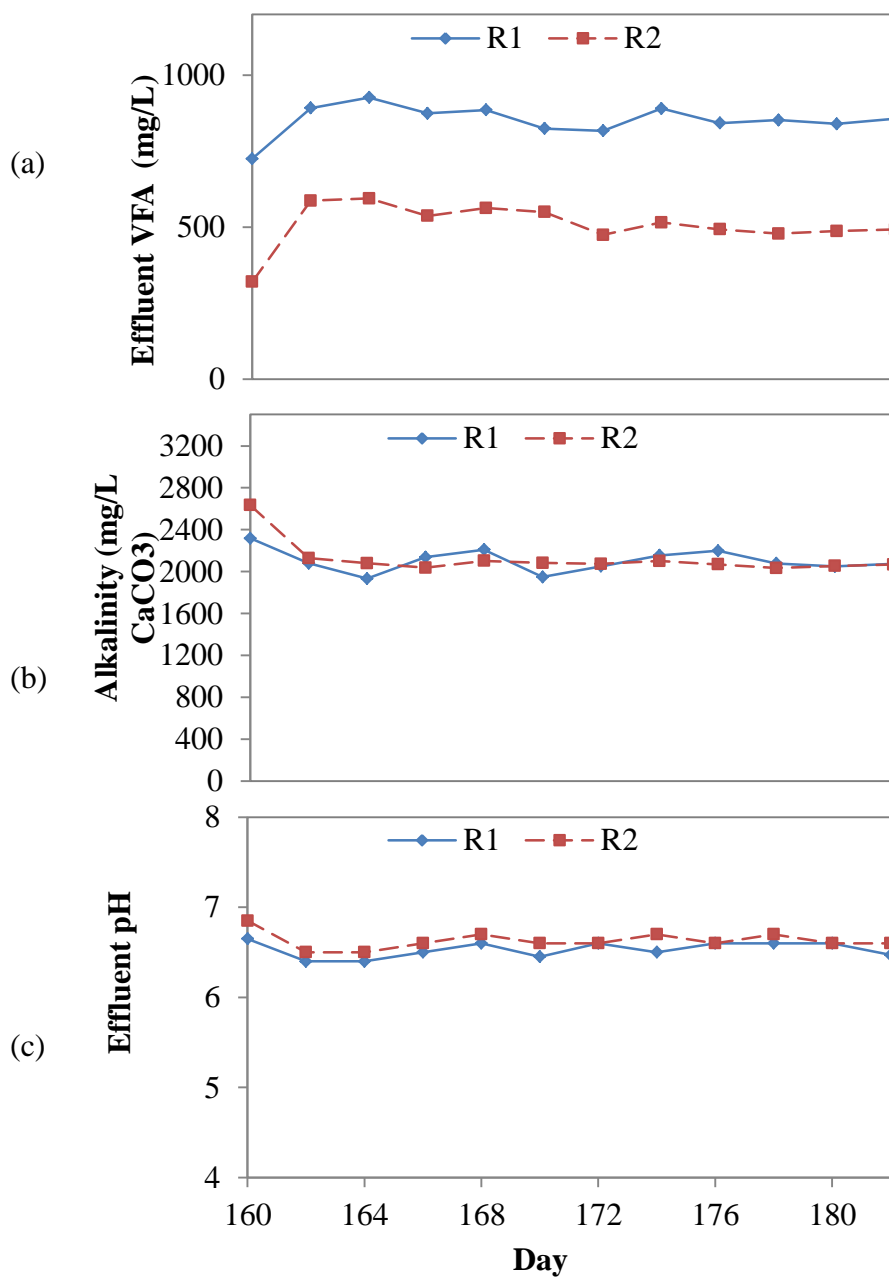 R1 R2
1000
500
0
Effluent VFA (mg/L)
(a)
R1 R2
3200
2800
2400
2000
1600
1200
800
400
0
Alkalinity (mg/L
CaCO3)
(b)
R1 R2
8
7
6
5
4
Effluent pH
(c)
160 164 168 172 176 180
Day